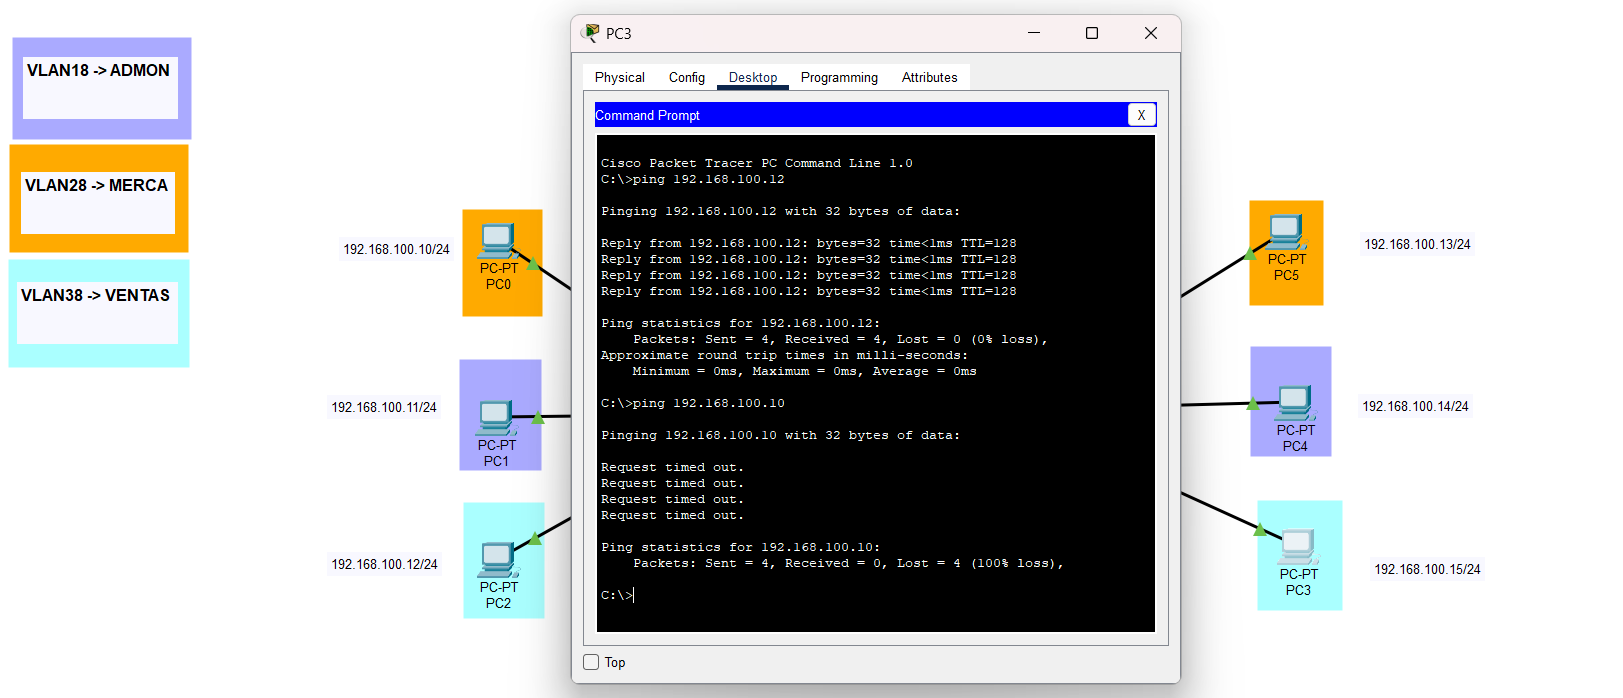 VLAN18 -> ADMON
VLAN28 -> MERCA
VLAN38 -> VENTAS
192.168.100.10/24
PC-PT
PC0
192.168.100.11/24
PC-PT
PC1
192.168.100.12/24
PC-PT
PC2
PC3
Physical Config Desktop Programming Attributes
Command Prompt X
Cisco Packet Tracer PC Command Line 1.0
C:\>ping 192.168.100.12
Pinging 192.168.100.12 with 32 bytes of data:
Reply from 192.168.100.12: bytes=32 time<1ms TTL=128
Reply from 192.168.100.12: bytes=32 time<1ms TTL=128
Reply from 192.168.100.12: bytes=32 time<1ms TTL=128
Reply from 192.168.100.12: bytes=32 time<1ms TTL=128
Ping statistics for 192.168.100.12:
Packets: Sent = 4, Received = 4, Lost = 0 (0% loss),
Approximate round trip times in milli-seconds:
Minimum = 0ms, Maximum = 0ms, Average = 0ms
C:\>ping 192.168.100.10
Pinging 192.168.100.10 with 32 bytes of data:
Request timed out.
Request timed out.
Request timed out.
Request timed out.
Ping statistics for 192.168.100.10:
Packets: Sent = 4, Received = 0, Lost = 4 (100% loss),
C:\>
Top
PC-PT
PC5
192.168.100.13/24
PC-PT
PC4
192.168.100.14/24
PC-PT
PC3
192.168.100.15/24